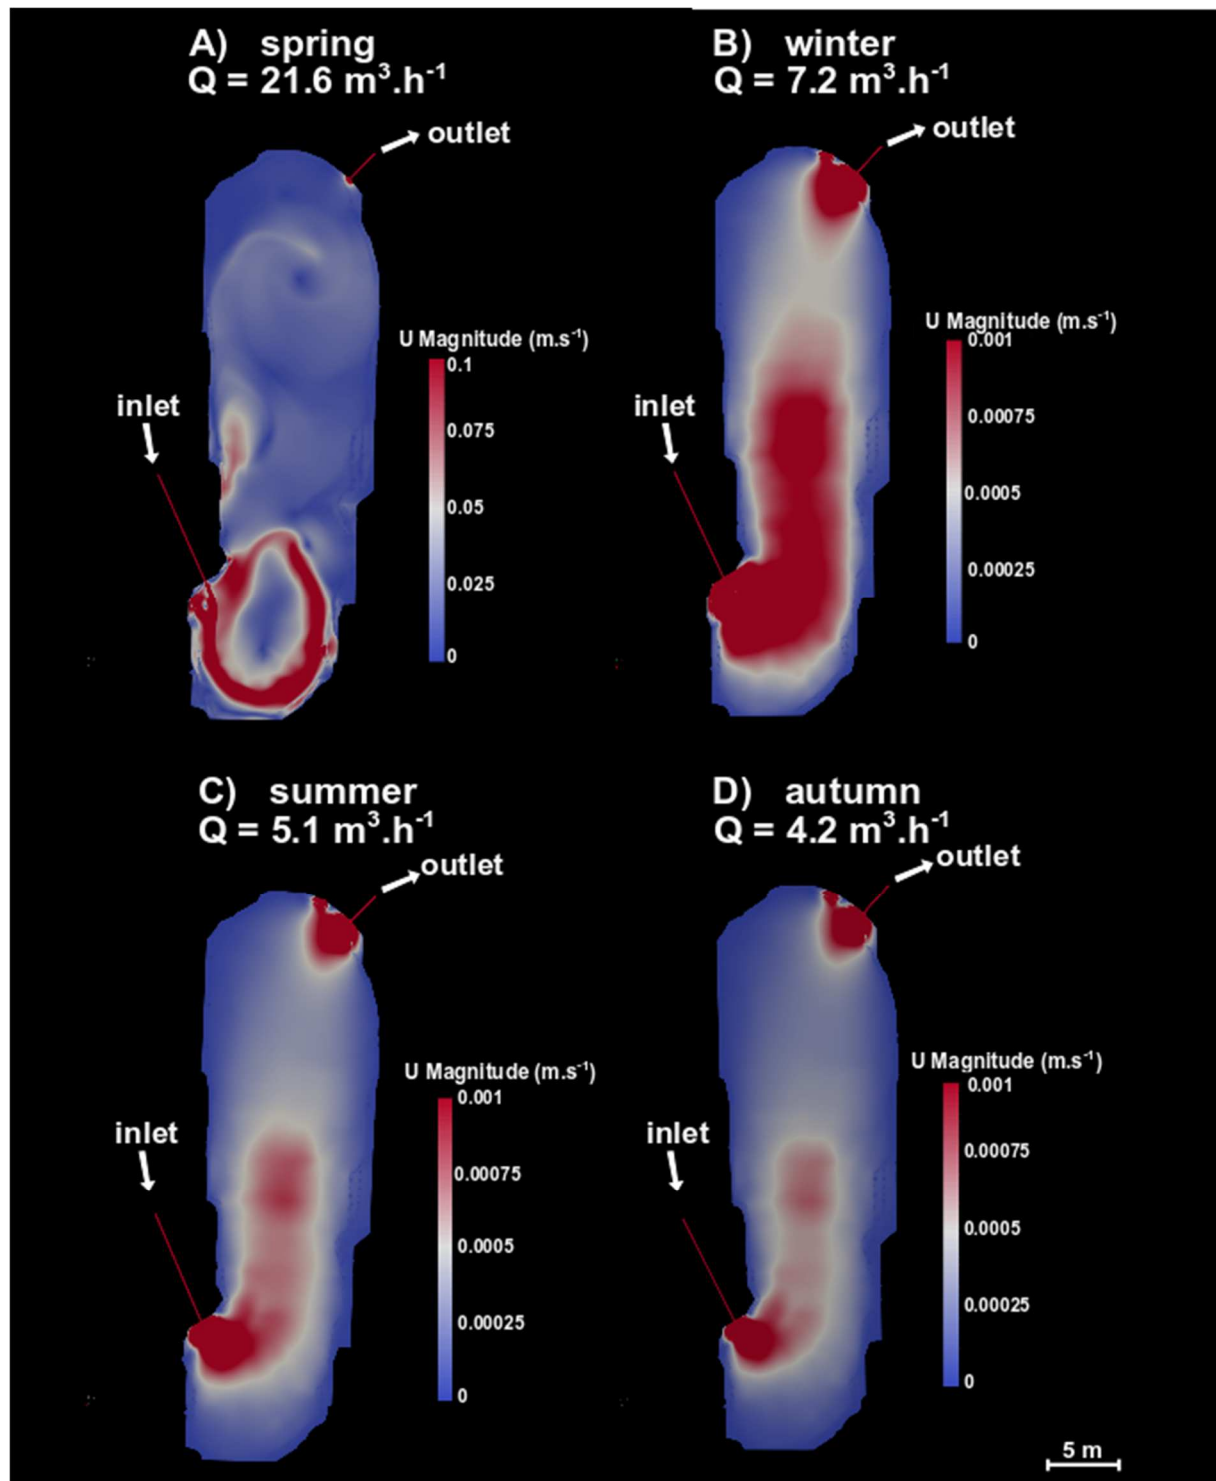 A) spring
Q = 21.6 m³.h⁻¹
outlet
U Magnitude (m.s⁻¹)
0.1
0.075
0.05
0.025
0
inlet
B) winter
Q = 7.2 m³.h⁻¹
outlet
U Magnitude (m.s⁻¹)
0.001
0.00075
0.0005
0.00025
0
inlet
C) summer
Q = 5.1 m³.h⁻¹
outlet
U Magnitude (m.s⁻¹)
0.001
0.00075
0.0005
0.00025
0
inlet
D) autumn
Q = 4.2 m³.h⁻¹
outlet
U Magnitude (m.s⁻¹)
0.001
0.00075
0.0005
0.00025
0
inlet
5 m